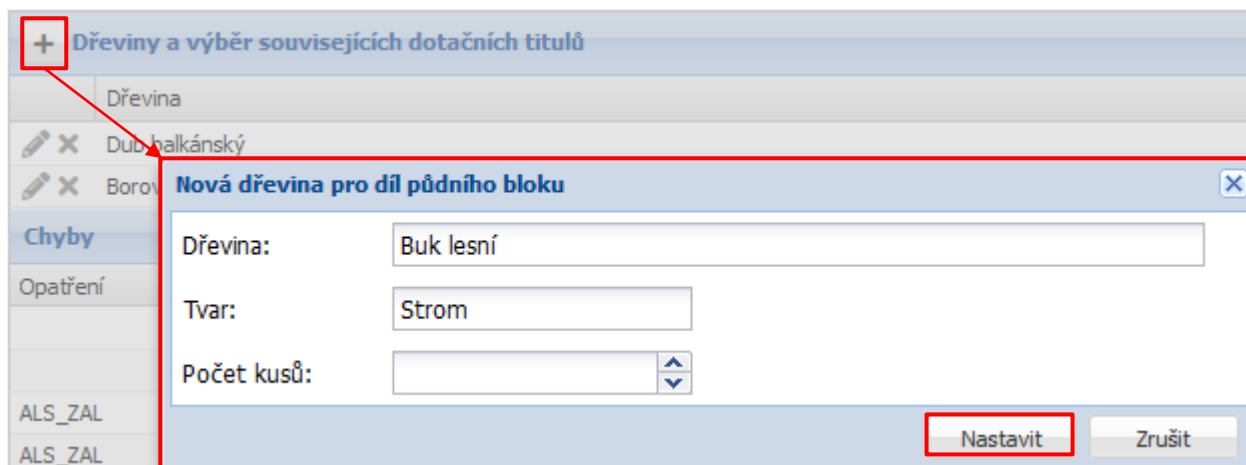 + Dřeviny a výběr souvisejících dotačních titulů
Dřevina
Dub balkánský
Nová dřevina pro díl půdního bloku
Chyby
Dřevina: Buk lesní
Opatření
Tvar: Strom
Počet kusů:
ALS_ZAL
Nastavit Zrušit
ALS_ZAL